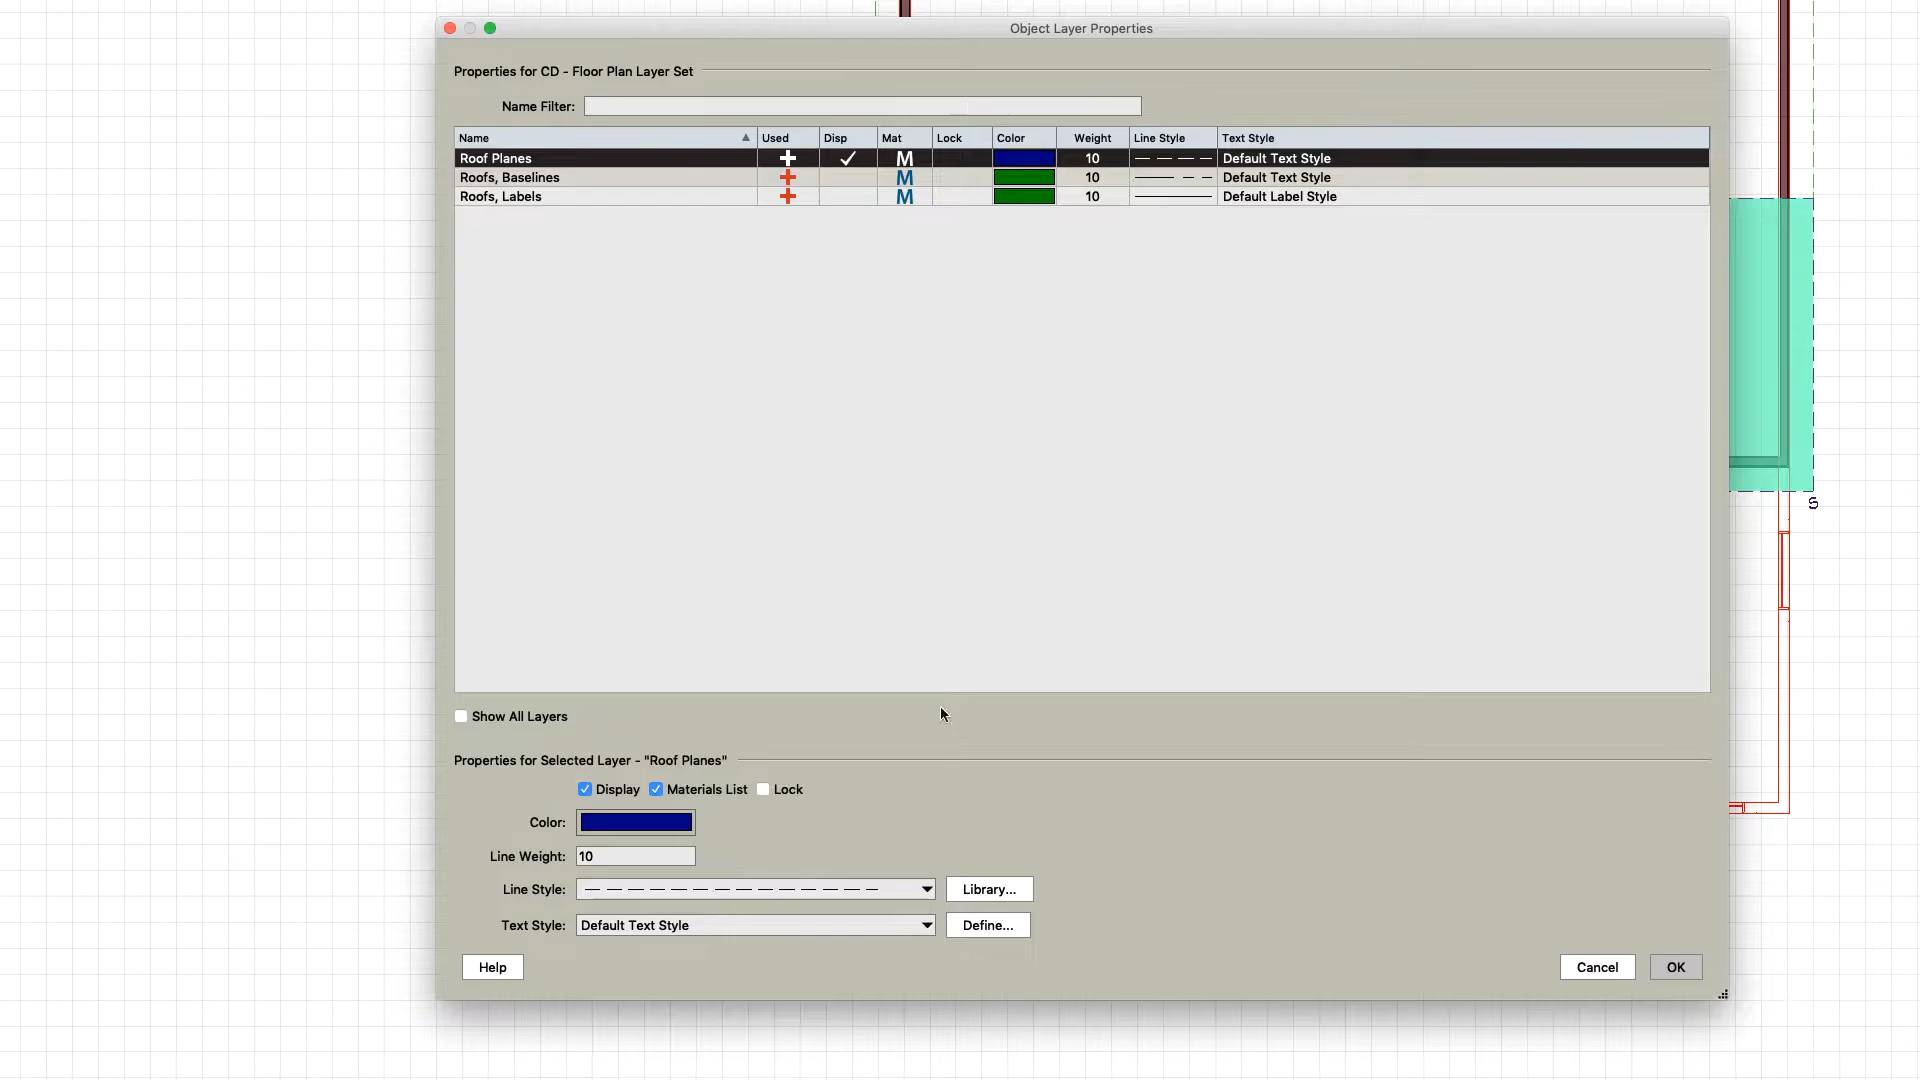 Object Layer Properties
Properties for CD - Floor Plan Layer Set
Name Filter:
Name Used Disp Mat Lock Color Weight Line Style Text Style
Roof Planes M 10 Default Text Style
Roofs, Baselines M 10 Default Text Style
Roofs, Labels M 10 Default Label Style
S
Show All Layers
Properties for Selected Layer - "Roof Planes"
Display Materials List Lock
Color:
Line Weight: 10
Line Style: Library...
Text Style: Default Text Style Define...
Help Cancel OK